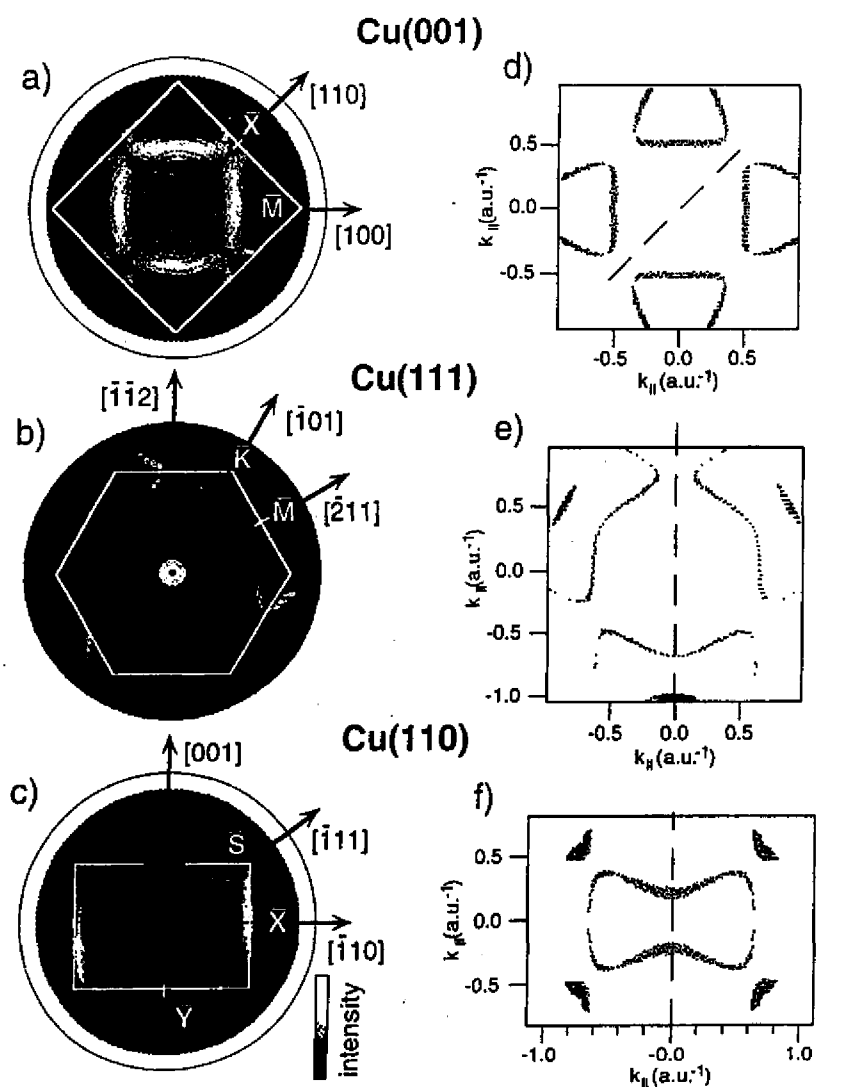 Cu(001)
a)
[110}
X̄
M̄
[100]
d)
0.5
0.0
-0.5
k||(a.u.-1)
-0.5 0.0 0.5
k||(a.u.-1)
Cu(111)
[1̄1̄2]
b)
[1̄01]
K̄
M̄
[2̄11]
e)
0.5
0.0
-0.5
-1.0
k||(a.u.-1)
-0.5 0.0 0.5
k||(a.u.-1)
Cu(110)
[001]
c)
S̄
[1̄11]
X̄
[1̄10]
Ȳ
intensity
f)
0.5
0.0
-0.5
k||(a.u.-1)
-1.0 -0.0 1.0
k||(a.u.-1)